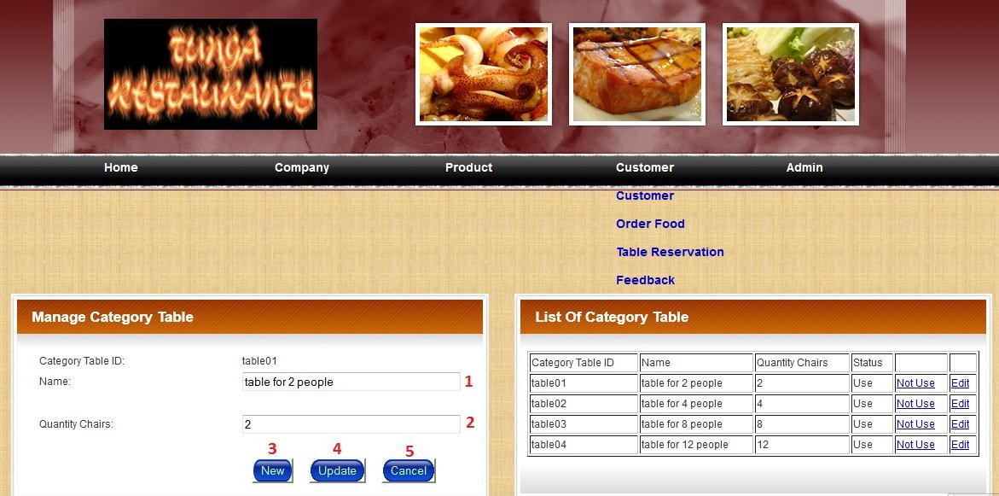 TUNGA
RESTAURANTS
Home Company Product Customer Admin
Customer
Order Food
Table Reservation
Feedback
Manage Category Table
Category Table ID: table01
Name: table for 2 people 1
Quantity Chairs: 2 2
3 4 5
New Update Cancel
List Of Category Table
Category Table ID Name Quantity Chairs Status
table01 table for 2 people 2 Use Not Use Edit
table02 table for 4 people 4 Use Not Use Edit
table03 table for 8 people 8 Use Not Use Edit
table04 table for 12 people 12 Use Not Use Edit